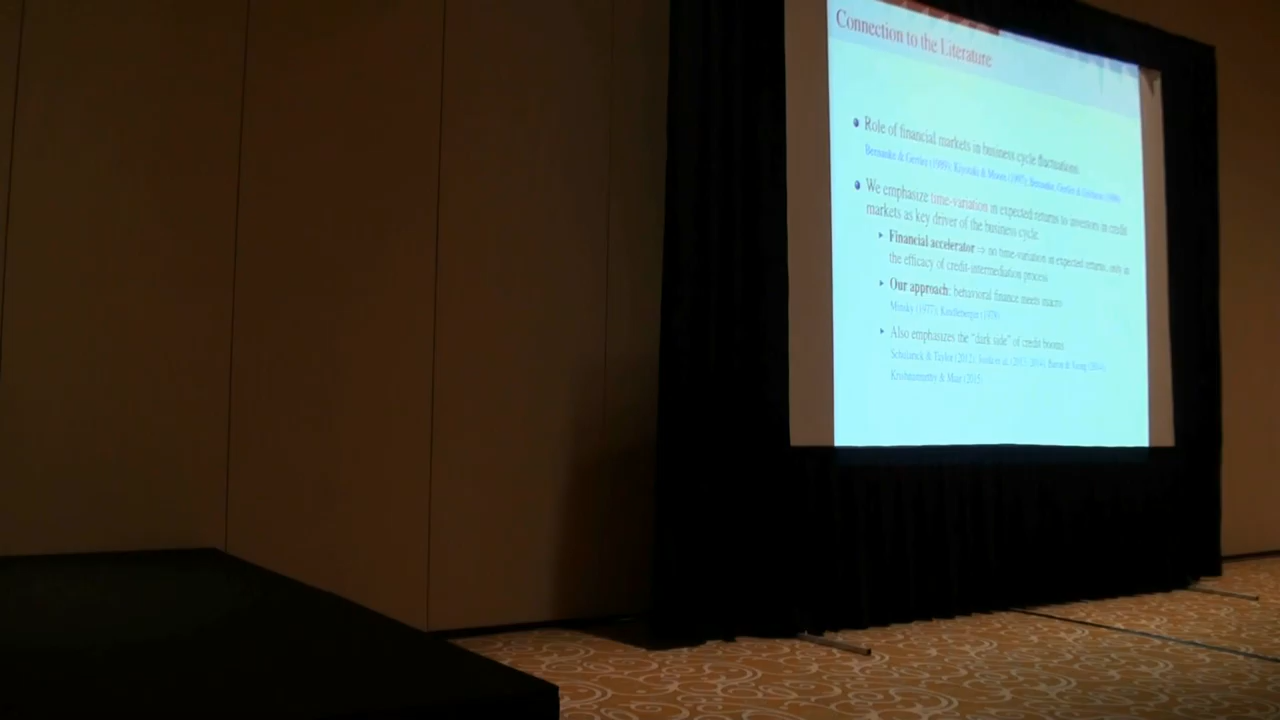 Connection to the Literature
Role of financial markets in business cycle fluctuations.
Bernanke & Gertler (1989); Kiyotaki & Moore (1997); Bernanke, Gertler & Gilchrist (1999)
We emphasize time-variation in expected returns to investors in credit
markets as key driver of the business cycle.
Financial accelerator ⇒ no time-variation in expected returns, only in
the efficacy of credit-intermediation process
Our approach: behavioral finance meets macro
Minsky (1977); Kindleberger (1978)
Also emphasizes the "dark side" of credit booms
Schularick & Taylor (2012); (2013, 2014);
Krishnamurthy & Muir (2015)